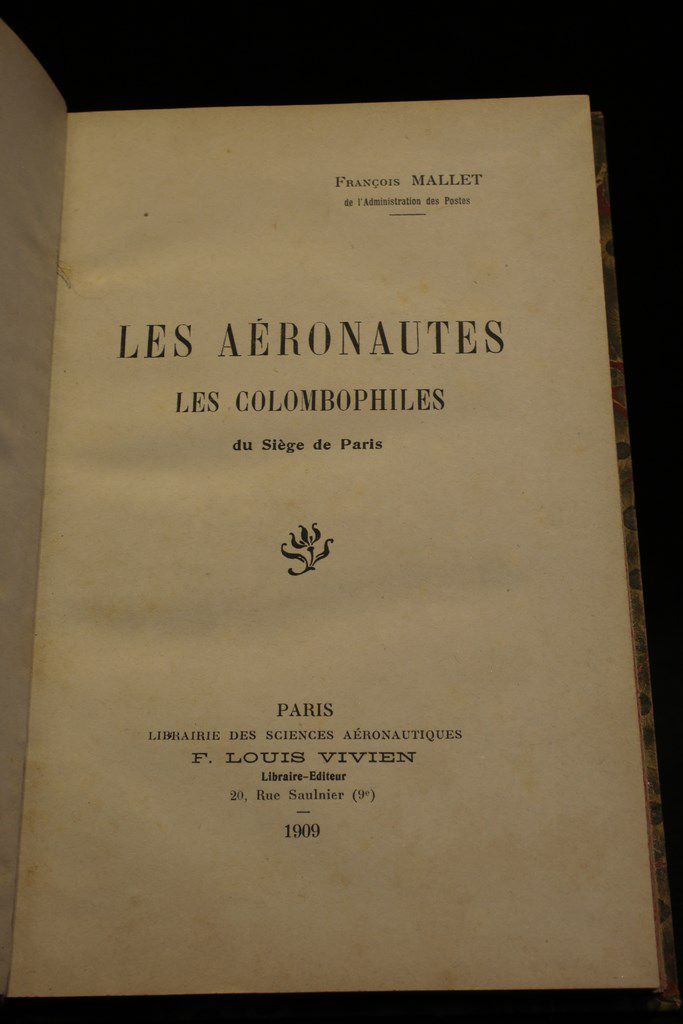 François MALLET
de l'Administration des Postes
LES AÉRONAUTES
LES COLOMBOPHILES
du Siège de Paris
PARIS
LIBRAIRIE DES SCIENCES AÉRONAUTIQUES
F. LOUIS VIVIEN
Libraire-Editeur
20, Rue Saulnier (9e)
1909